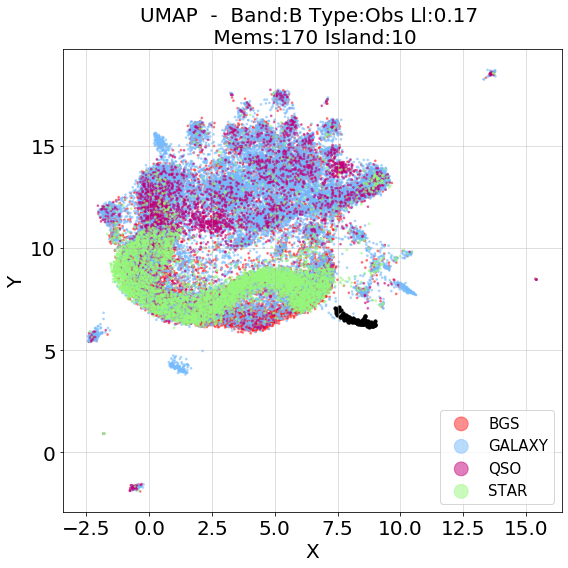 UMAP - Band:B Type:Obs Ll:0.17
Mems:170 Island:10
Y
15
10
5
0
BGS
GALAXY
QSO
STAR
−2.5 0.0 2.5 5.0 7.5 10.0 12.5 15.0
X